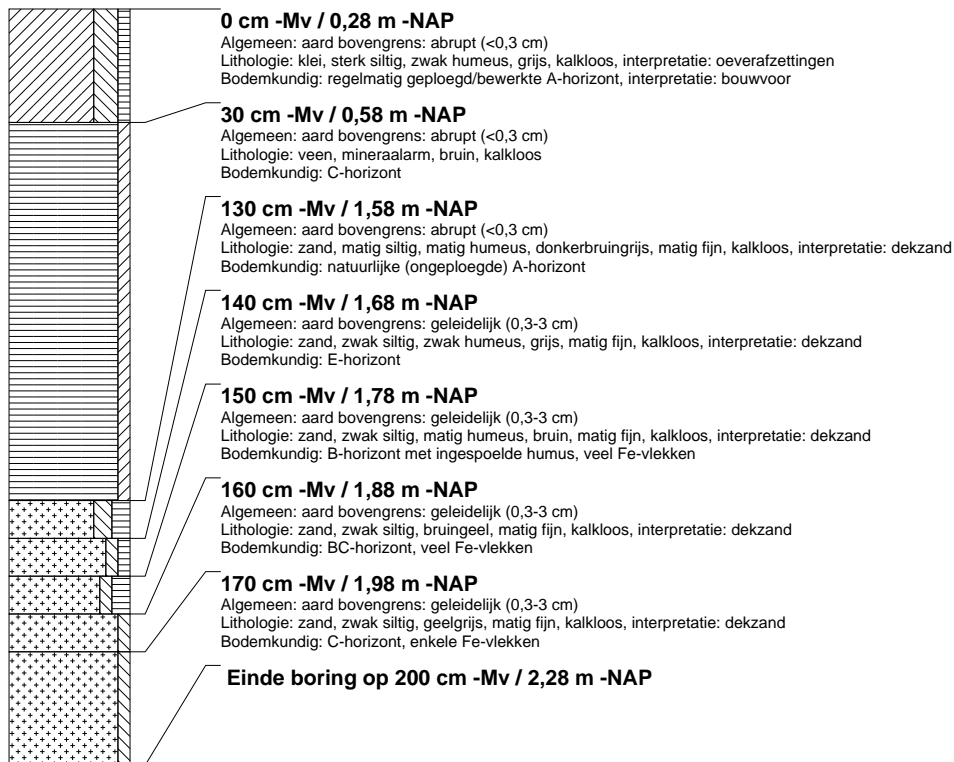 0 cm -Mv / 0,28 m -NAP
Algemeen: aard bovengrens: abrupt (<0,3 cm)
Lithologie: klei, sterk siltig, zwak humeus, grijs, kalkloos, interpretatie: oeverafzettingen
Bodemkundig: regelmatig geploegd/bewerkte A-horizont, interpretatie: bouwvoor
30 cm -Mv / 0,58 m -NAP
Algemeen: aard bovengrens: abrupt (<0,3 cm)
Lithologie: veen, mineraalarm, bruin, kalkloos
Bodemkundig: C-horizont
130 cm -Mv / 1,58 m -NAP
Algemeen: aard bovengrens: abrupt (<0,3 cm)
Lithologie: zand, matig siltig, matig humeus, donkerbruingrijs, matig fijn, kalkloos, interpretatie: dekzand
Bodemkundig: natuurlijke (ongeploegde) A-horizont
140 cm -Mv / 1,68 m -NAP
Algemeen: aard bovengrens: geleidelijk (0,3-3 cm)
Lithologie: zand, zwak siltig, zwak humeus, grijs, matig fijn, kalkloos, interpretatie: dekzand
Bodemkundig: E-horizont
150 cm -Mv / 1,78 m -NAP
Algemeen: aard bovengrens: geleidelijk (0,3-3 cm)
Lithologie: zand, zwak siltig, matig humeus, bruin, matig fijn, kalkloos, interpretatie: dekzand
Bodemkundig: B-horizont met ingespoelde humus, veel Fe-vlekken
160 cm -Mv / 1,88 m -NAP
Algemeen: aard bovengrens: geleidelijk (0,3-3 cm)
Lithologie: zand, zwak siltig, bruingeel, matig fijn, kalkloos, interpretatie: dekzand
Bodemkundig: BC-horizont, veel Fe-vlekken
170 cm -Mv / 1,98 m -NAP
Algemeen: aard bovengrens: geleidelijk (0,3-3 cm)
Lithologie: zand, zwak siltig, geelgrijs, matig fijn, kalkloos, interpretatie: dekzand
Bodemkundig: C-horizont, enkele Fe-vlekken
Einde boring op 200 cm -Mv / 2,28 m -NAP